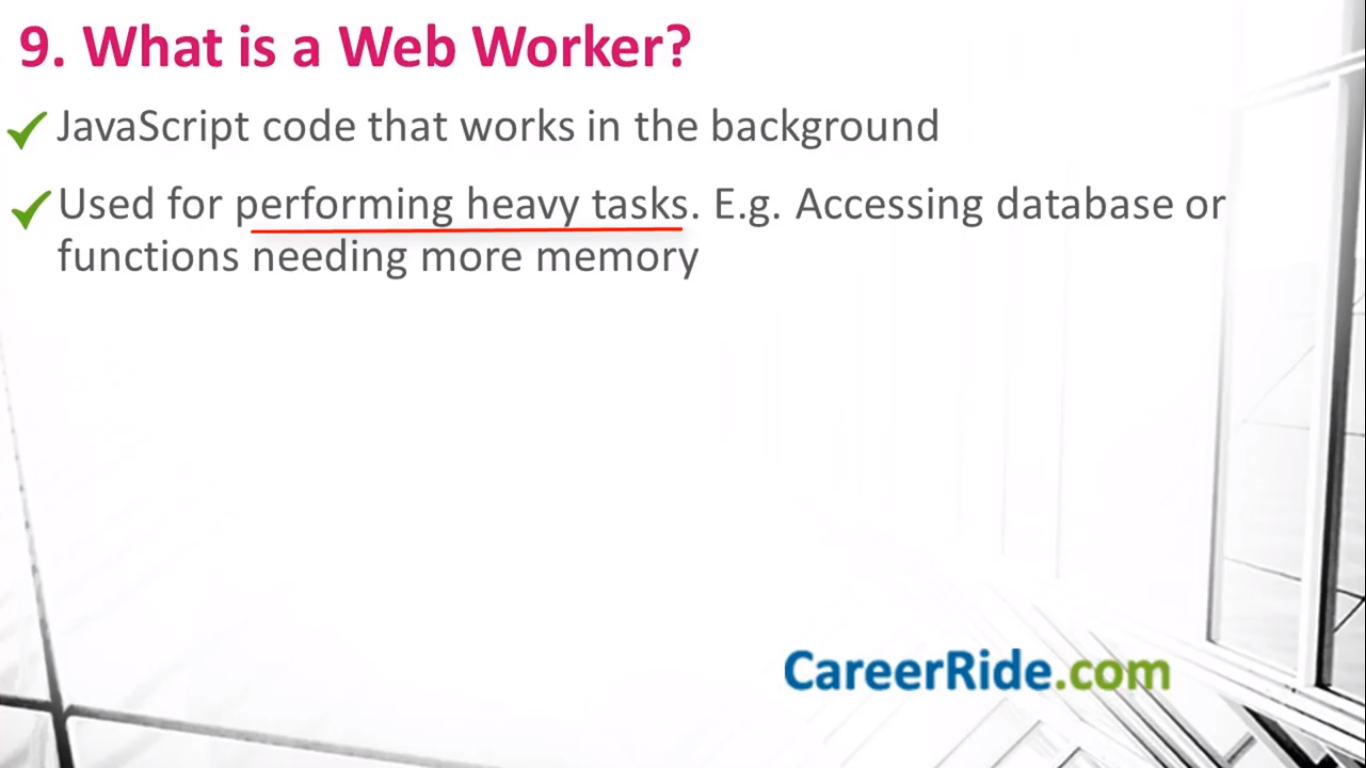 9. What is a Web Worker?
JavaScript code that works in the background
Used for performing heavy tasks. E.g. Accessing database or
functions needing more memory
CareerRide.com